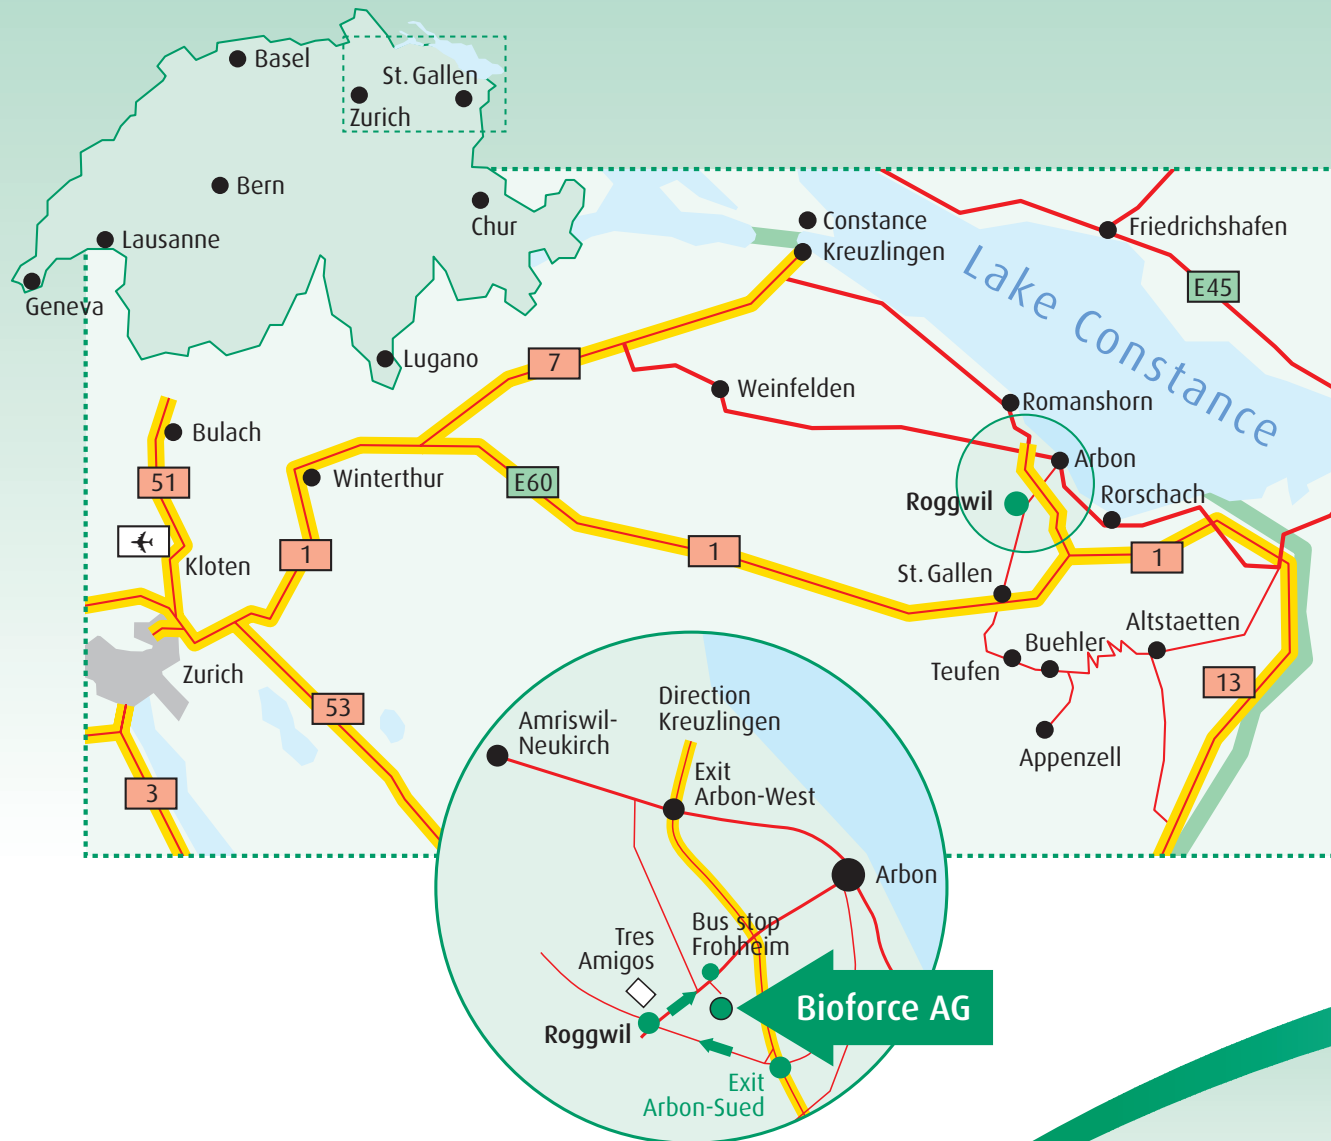 Basel
St. Gallen
Zurich
Bern
Chur
Lausanne
Geneva
Lugano
Constance
Kreuzlingen
Friedrichshafen
E45
Lake Constance
7
Weinfelden
Romanshorn
Bulach
Winterthur
51
E60
Arbon
Roggwil
Rorschach
Kloten
1
1
1
St. Gallen
Altstaetten
Buehler
Teufen
Zurich
53
13
Appenzell
3
Direction
Kreuzlingen
Amriswil-
Neukirch
Exit
Arbon-West
Arbon
Bus stop
Frohheim
Tres
Amigos
Bioforce AG
Roggwil
Exit
Arbon-Sued